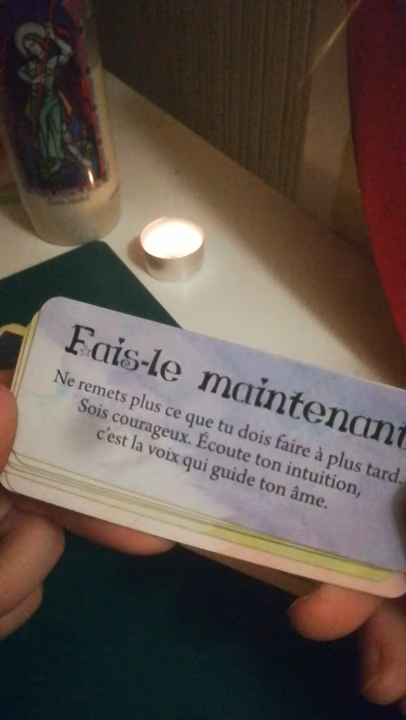 Fais-le maintenant
Ne remets plus ce que tu dois faire à plus tard.
Sois courageux. Écoute ton intuition,
c'est la voix qui guide ton âme.